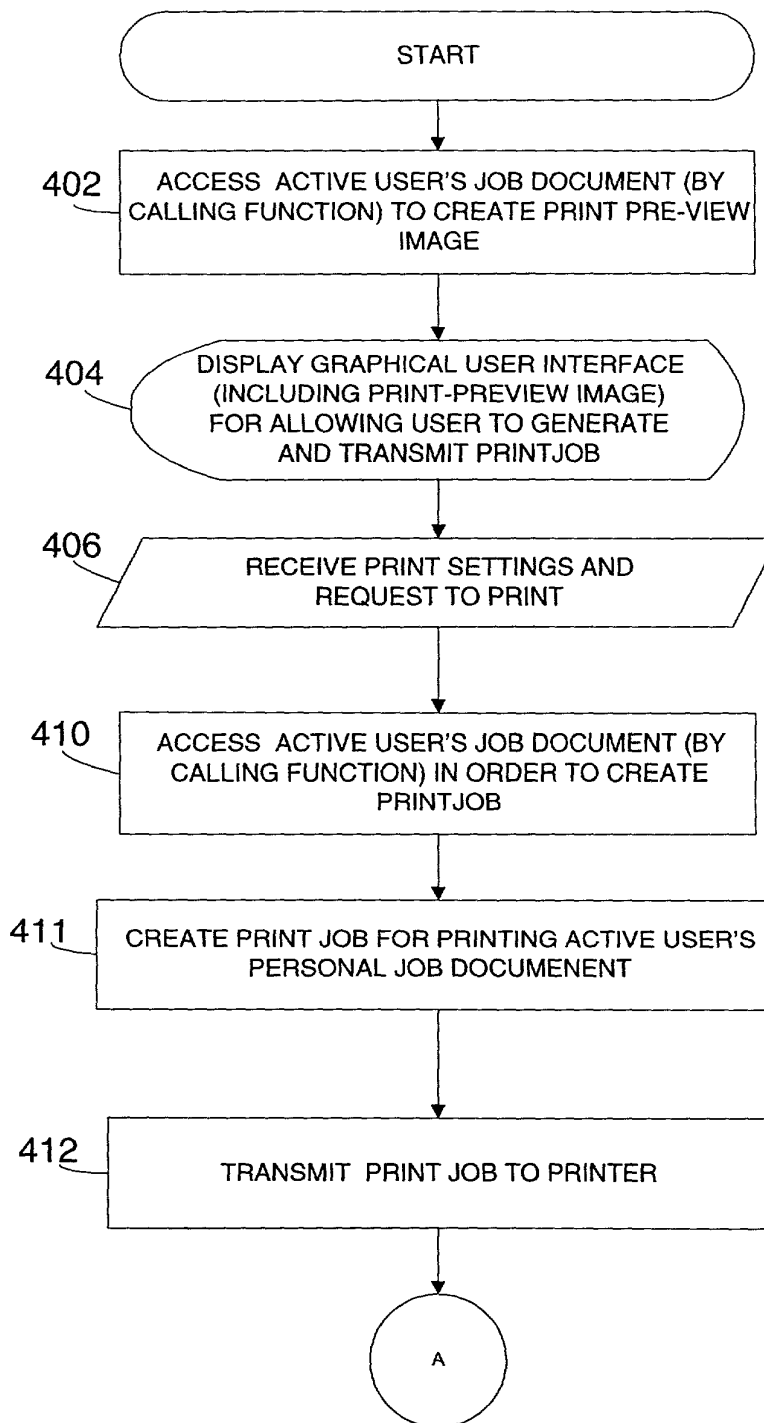 START
402
ACCESS ACTIVE USER'S JOB DOCUMENT (BY
CALLING FUNCTION) TO CREATE PRINT PRE-VIEW
IMAGE
404
DISPLAY GRAPHICAL USER INTERFACE
(INCLUDING PRINT-PREVIEW IMAGE)
FOR ALLOWING USER TO GENERATE
AND TRANSMIT PRINTJOB
406
RECEIVE PRINT SETTINGS AND
REQUEST TO PRINT
410
ACCESS ACTIVE USER'S JOB DOCUMENT (BY
CALLING FUNCTION) IN ORDER TO CREATE
PRINTJOB
411
CREATE PRINT JOB FOR PRINTING ACTIVE USER'S
PERSONAL JOB DOCUMENENT
412
TRANSMIT PRINT JOB TO PRINTER
A